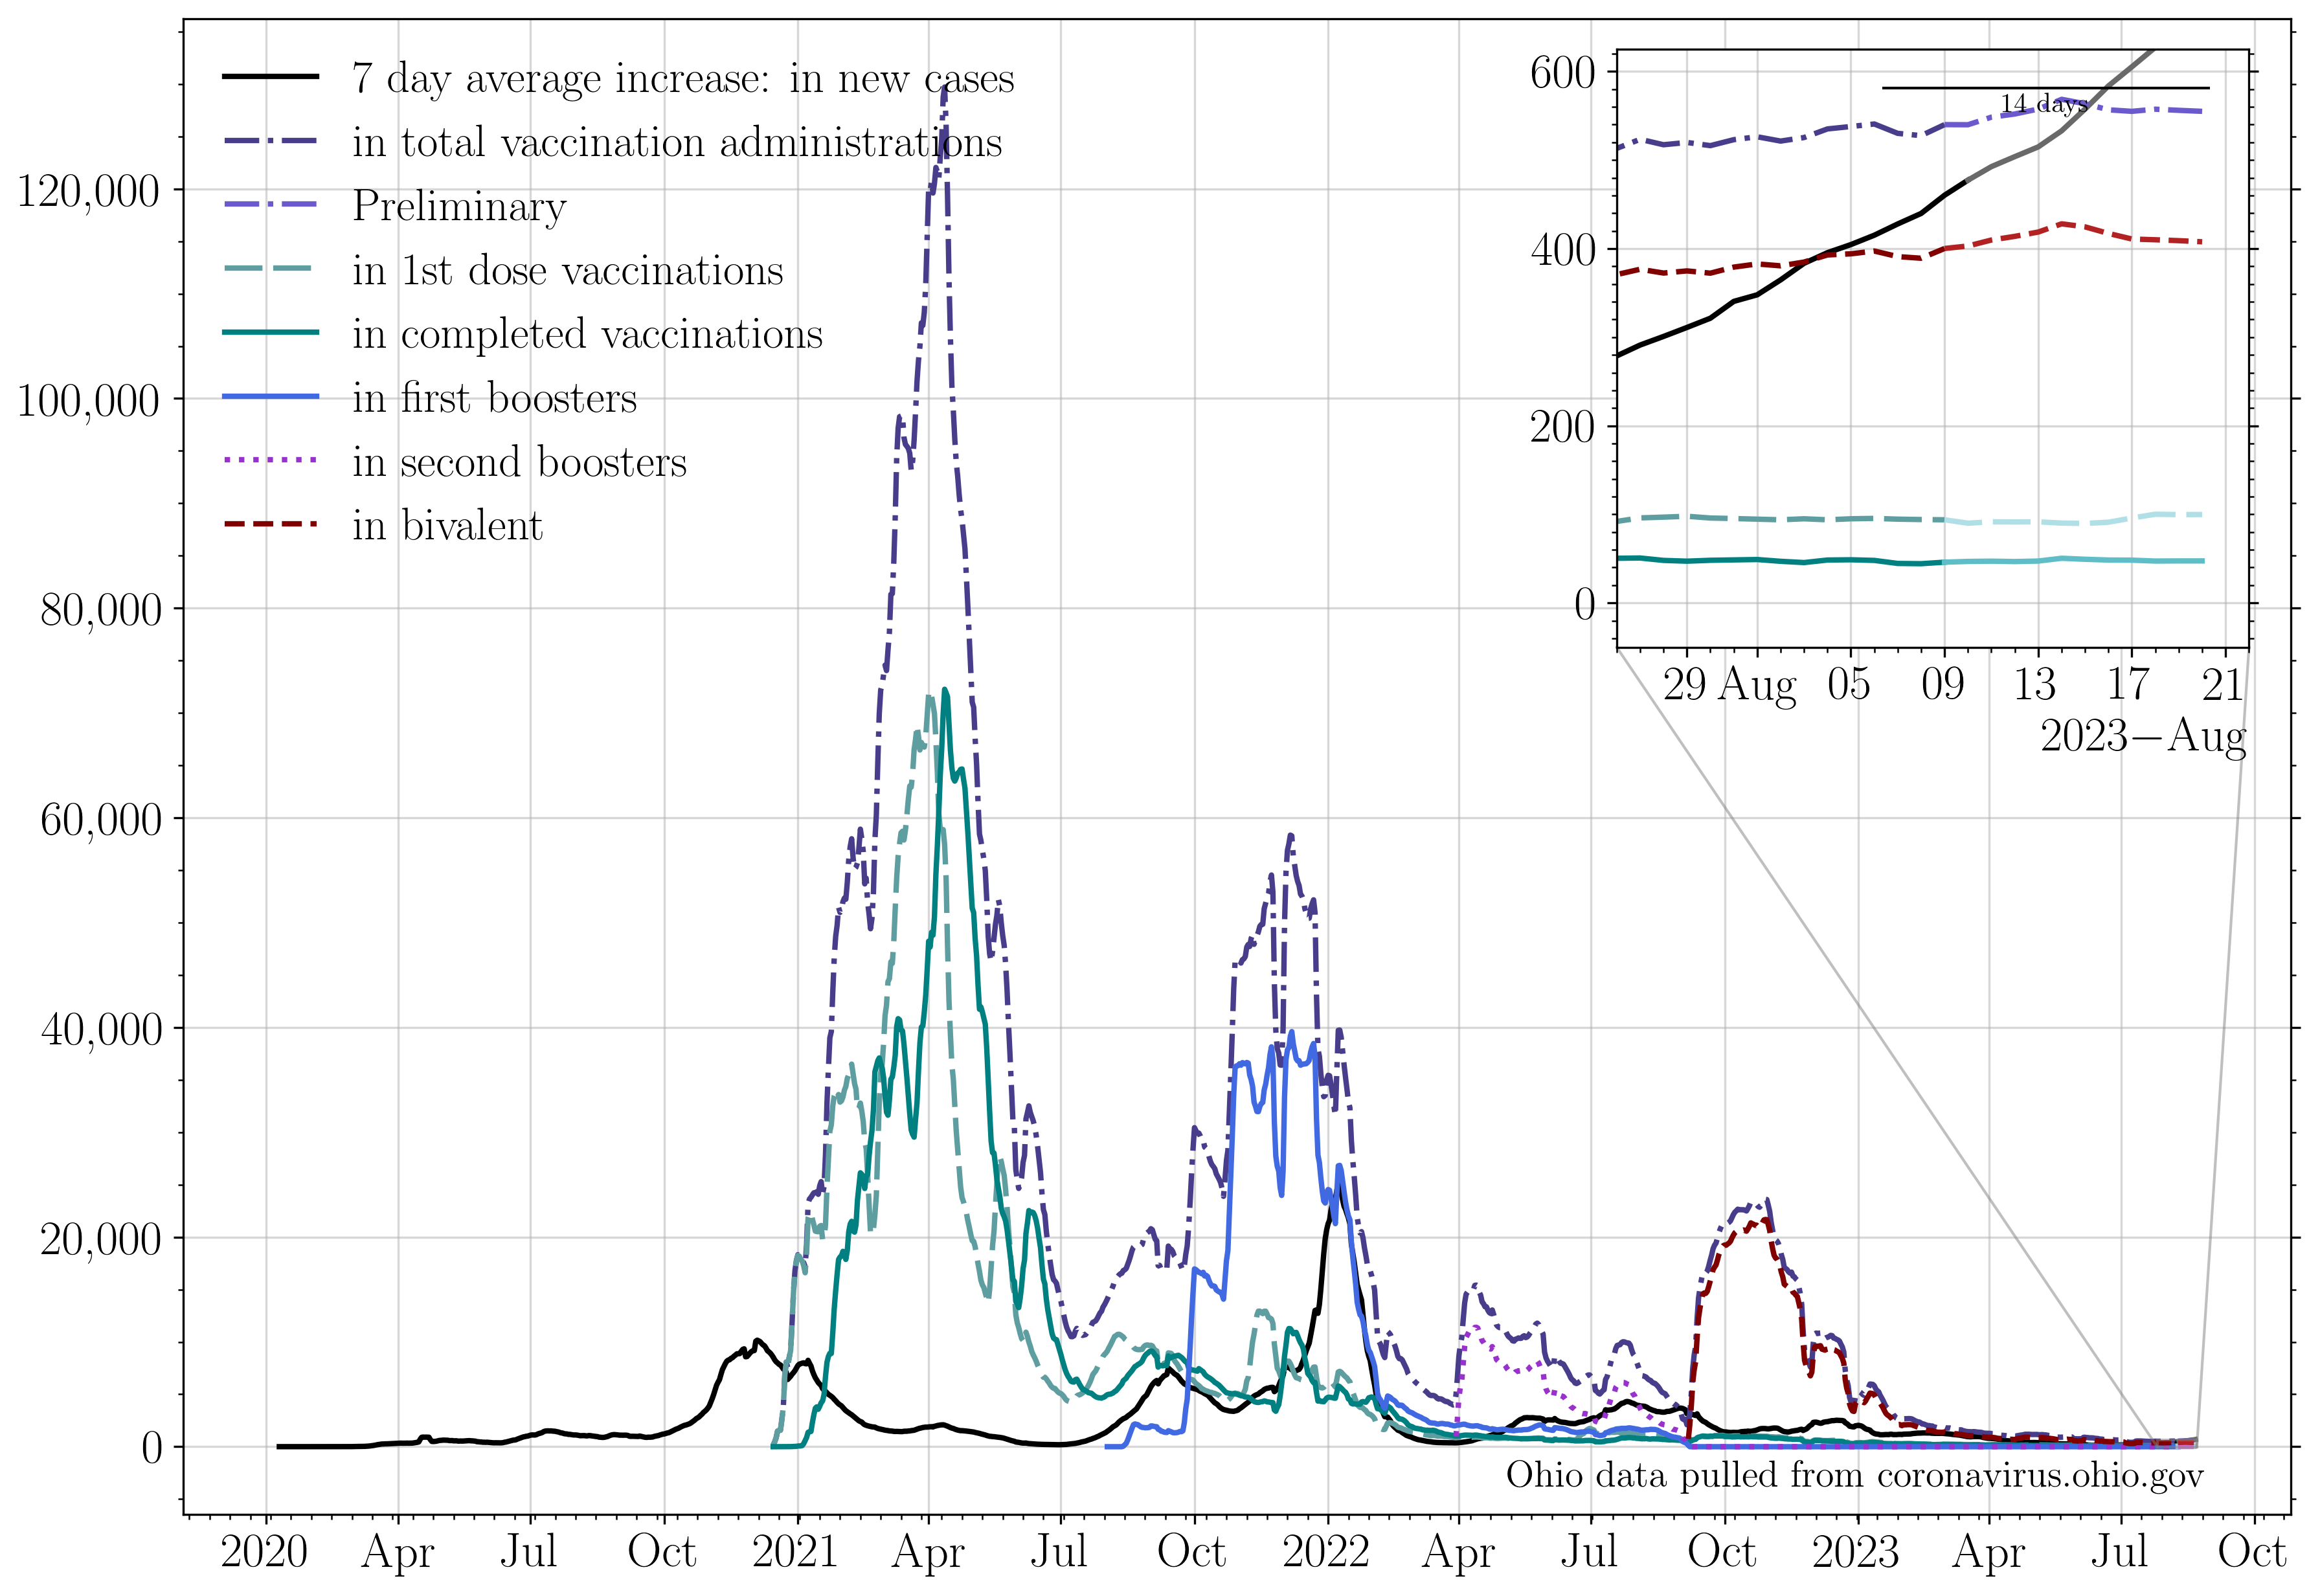 7 day average increase: in new cases
in total vaccination administrations
Preliminary
in 1st dose vaccinations
in completed vaccinations
in first boosters
in second boosters
in bivalent
120,000
100,000
80,000
60,000
40,000
20,000
0
600
400
200
0
14 days
29 Aug 05 09 13 17 21
2023−Aug
Ohio data pulled from coronavirus.ohio.gov
2020 Apr Jul Oct 2021 Apr Jul Oct 2022 Apr Jul Oct 2023 Apr Jul Oct